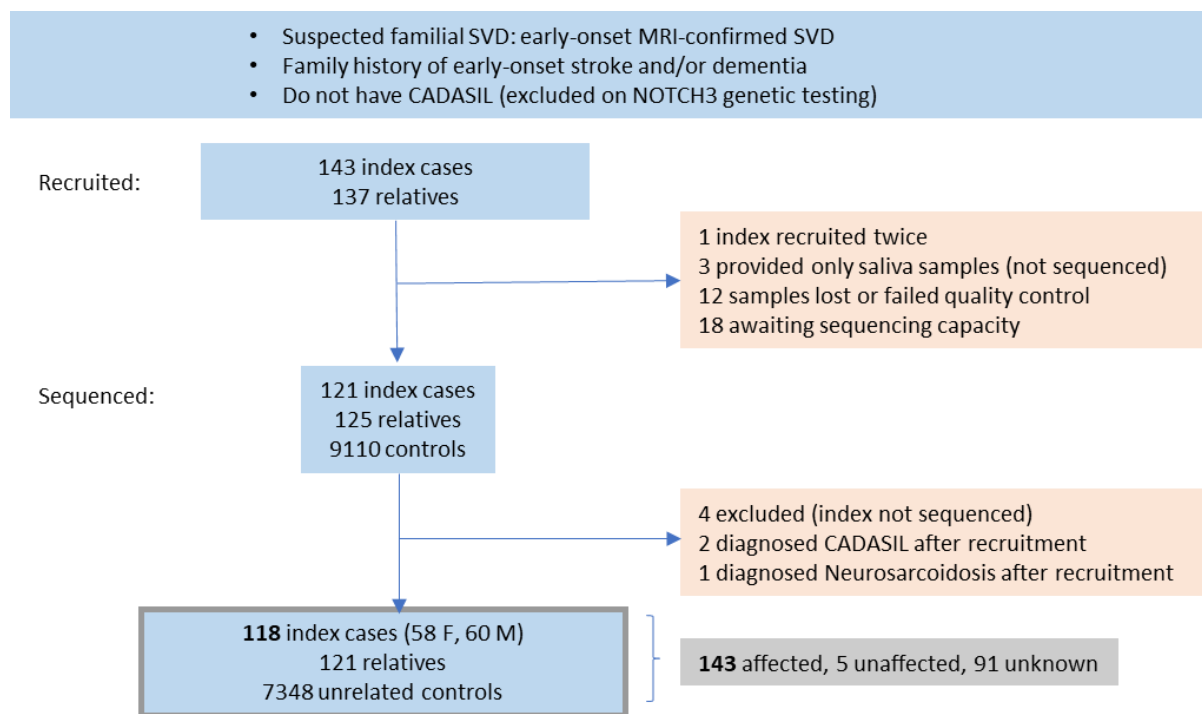 • Suspected familial SVD: early-onset MRI-confirmed SVD
• Family history of early-onset stroke and/or dementia
• Do not have CADASIL (excluded on NOTCH3 genetic testing)
Recruited:
143 index cases
137 relatives
1 index recruited twice
3 provided only saliva samples (not sequenced)
12 samples lost or failed quality control
18 awaiting sequencing capacity
Sequenced:
121 index cases
125 relatives
9110 controls
4 excluded (index not sequenced)
2 diagnosed CADASIL after recruitment
1 diagnosed Neurosarcoidosis after recruitment
118 index cases (58 F, 60 M)
121 relatives
7348 unrelated controls
143 affected, 5 unaffected, 91 unknown